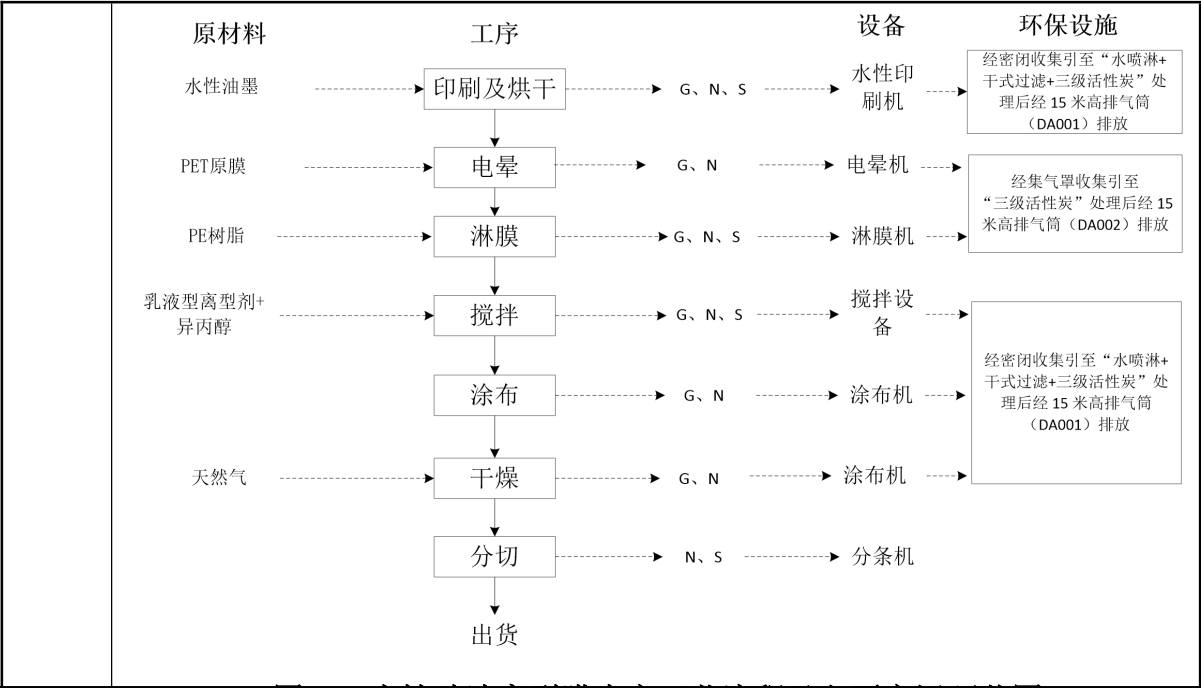 原材料 工序 设备 环保设施
水性油墨
印刷及烘干
G、N、S
水性印
刷机
经密闭收集引至“水喷淋+
干式过滤+三级活性炭”处
理后经 15 米高排气筒
（DA001）排放
PET原膜
电晕
G、N
电晕机
经集气罩收集引至
“三级活性炭”处理后经 15
米高排气筒（DA002）排放
PE树脂
淋膜
G、N、S
淋膜机
乳液型离型剂+
异丙醇
搅拌
G、N、S
搅拌设
备
经密闭收集引至“水喷淋+
干式过滤+三级活性炭”处
理后经 15 米高排气筒
（DA001）排放
涂布
G、N
涂布机
天然气
干燥
G、N
涂布机
分切
N、S
分条机
出货